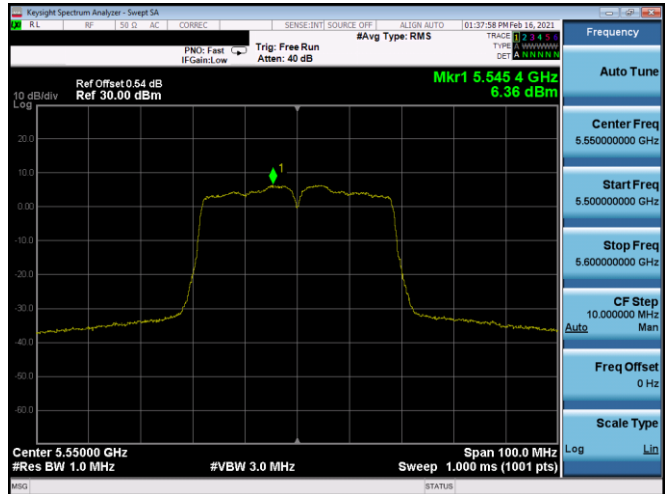 Keysight Spectrum Analyzer - Swept SA
RL RF 50 Ω AC CORREC SENSE:INT SOURCE OFF ALIGN AUTO 01:37:58 PM Feb 16, 2021
#Avg Type: RMS
TRACE 1 2 3 4 5 6
TYPE A WWWWW
DET A N N N N N
PNO: Fast
IFGain:Low
Trig: Free Run
Atten: 40 dB
Ref Offset 0.54 dB
Ref 30.00 dBm
10 dB/div
Log
Mkr1 5.545 4 GHz
6.36 dBm
1
20.0
10.0
0.00
-10.0
-20.0
-30.0
-40.0
-50.0
-60.0
Center 5.55000 GHz
Span 100.0 MHz
#Res BW 1.0 MHz
#VBW 3.0 MHz
Sweep 1.000 ms (1001 pts)
MSG
STATUS
Frequency
Auto Tune
Center Freq
5.550000000 GHz
Start Freq
5.500000000 GHz
Stop Freq
5.600000000 GHz
CF Step
10.000000 MHz
Auto Man
Freq Offset
0 Hz
Scale Type
Log Lin